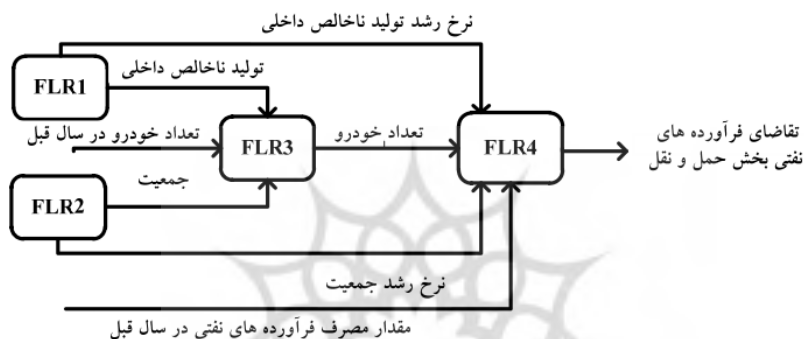 نرخ رشد تولید ناخالص داخلی
تولید ناخالص داخلی
FLR1
تعداد خودرو در سال قبل
FLR3
تعداد خودرو
FLR4
تقاضای فرآورده های
نفتی بخش حمل و نقل
جمعیت
FLR2
نرخ رشد جمعیت
مقدار مصرف فرآورده های نفتی در سال قبل